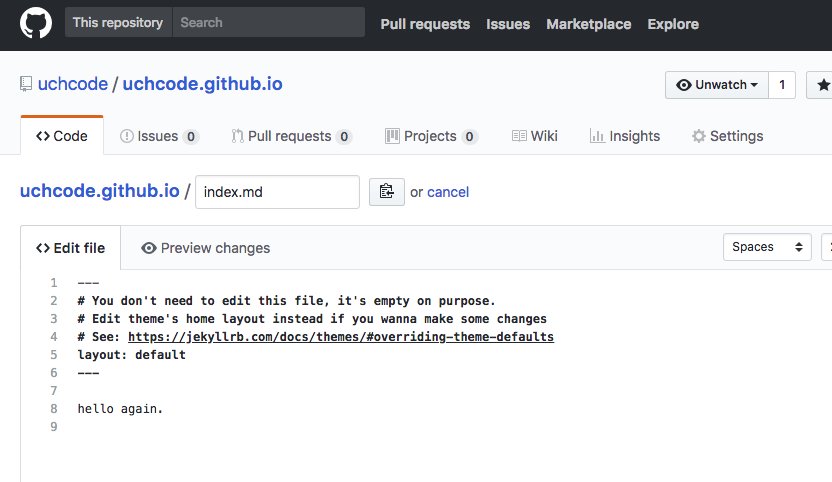 This repository Search Pull requests Issues Marketplace Explore
uchcode / uchcode.github.io Unwatch 1
Code Issues 0 Pull requests 0 Projects 0 Wiki Insights Settings
uchcode.github.io / index.md or cancel
Edit file Preview changes Spaces
1 ---
2 # You don't need to edit this file, it's empty on purpose.
3 # Edit theme's home layout instead if you wanna make some changes
4 # See: https://jekyllrb.com/docs/themes/#overriding-theme-defaults
5 layout: default
6 ---
7
8 hello again.
9